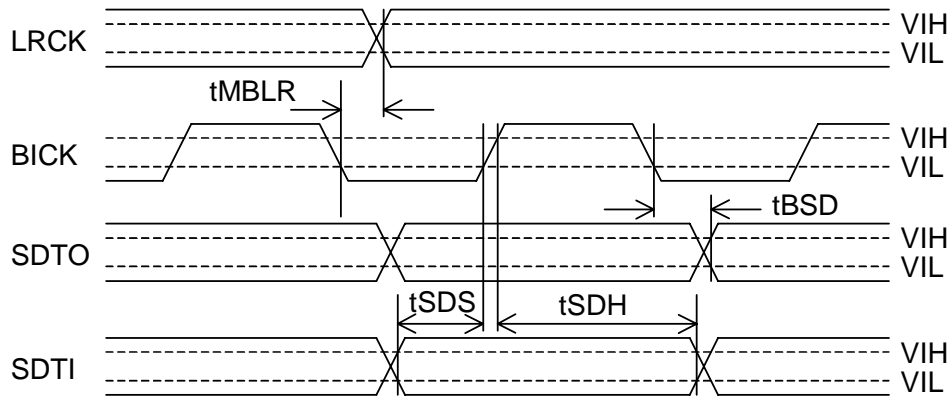 LRCK
VIH
VIL
tMBLR
BICK
VIH
VIL
tBSD
SDTO
VIH
VIL
tSDS
tSDH
SDTI
VIH
VIL